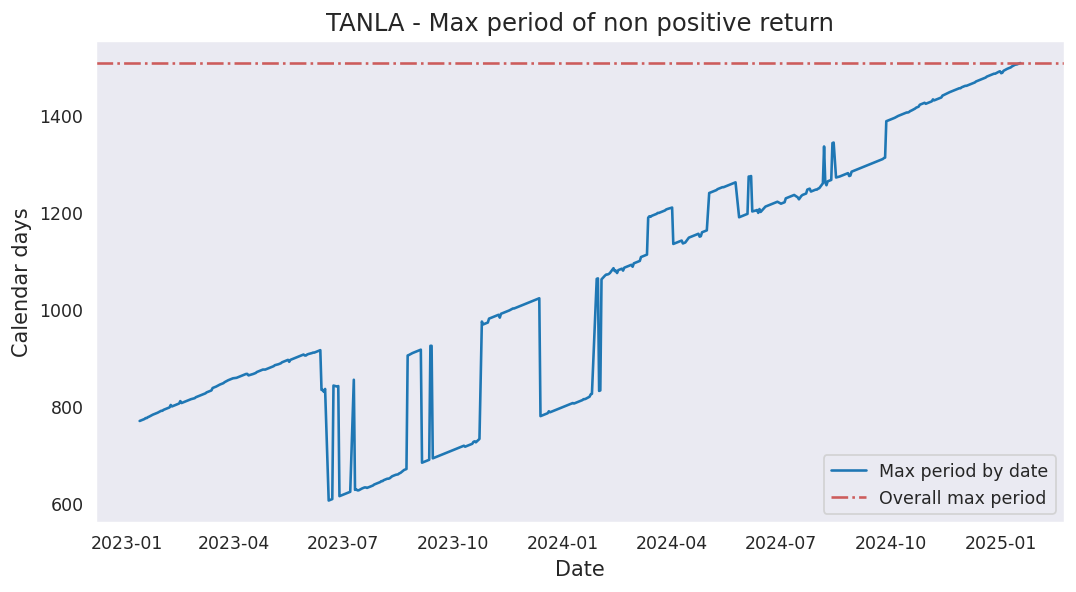 TANLA - Max period of non positive return
Calendar days
1400
1200
1000
800
600
Max period by date
Overall max period
2023-01 2023-04 2023-07 2023-10 2024-01 2024-04 2024-07 2024-10 2025-01
Date